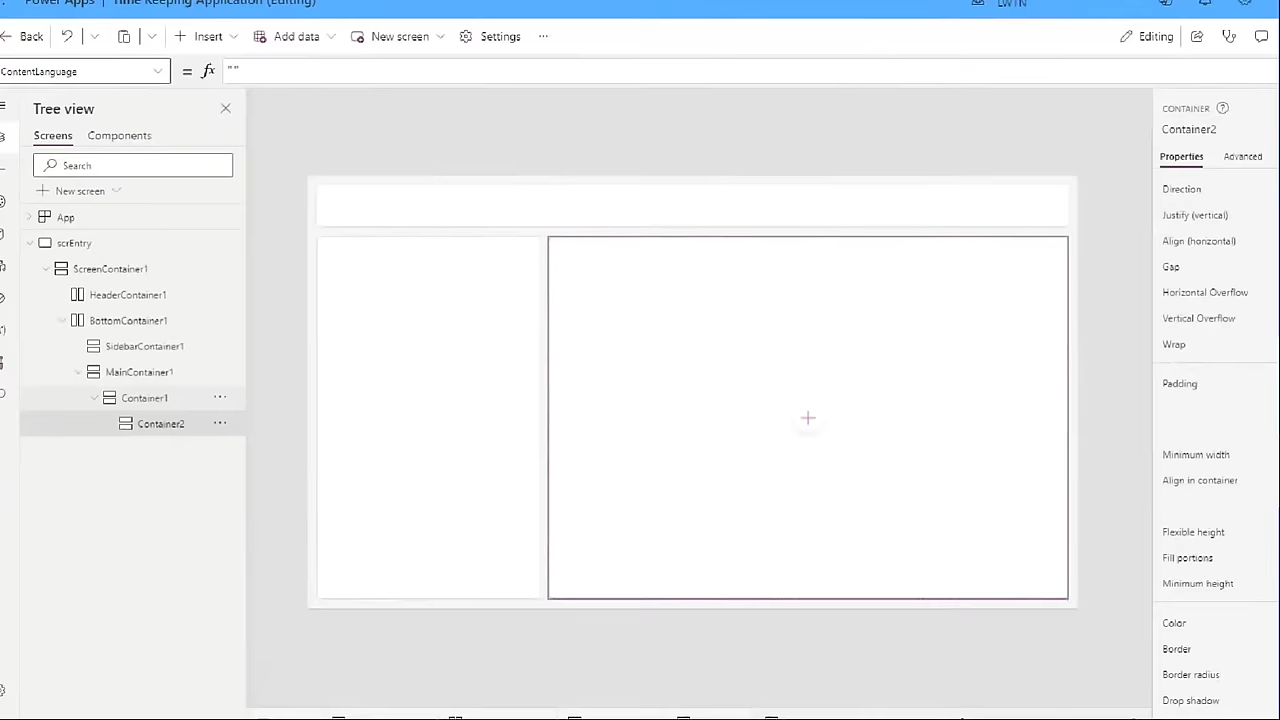 Power Apps | Time Keeping Application (Editing) LWTN
Back Insert Add data New screen Settings ... Editing
ContentLanguage = fx ""
Tree view
Screens Components
Search
New screen
App
scrEntry
ScreenContainer1
HeaderContainer1
BottomContainer1
SidebarContainer1
MainContainer1
Container1 ...
Container2 ...
CONTAINER
Container2
Properties Advanced
Direction
Justify (vertical)
Align (horizontal)
Gap
Horizontal Overflow
Vertical Overflow
Wrap
Padding
Minimum width
Align in container
Flexible height
Fill portions
Minimum height
Color
Border
Border radius
Drop shadow